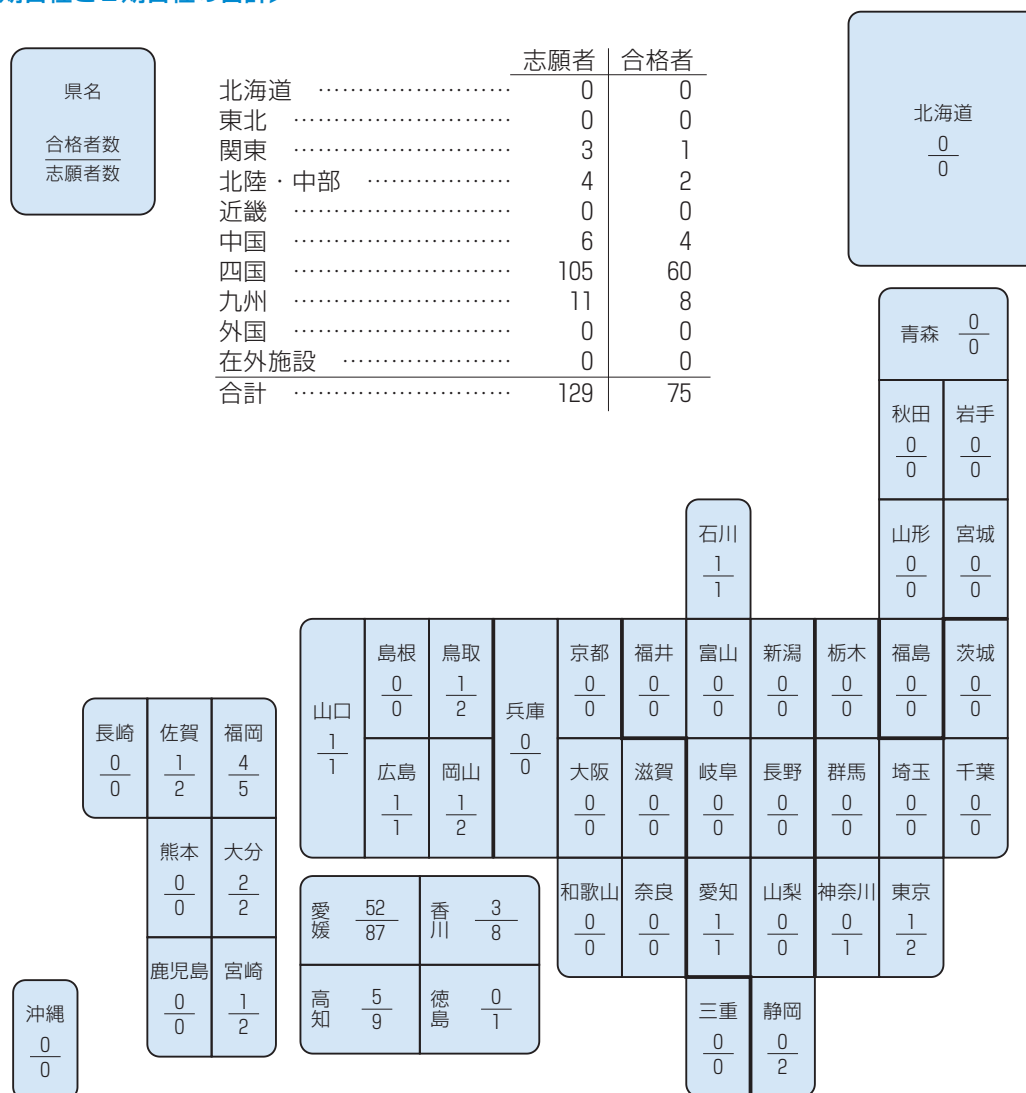 県名
合格者数
志願者数
志願者 合格者
北海道 …………………… 0 0
東北 ……………………… 0 0
関東 ……………………… 3 1
北陸・中部 ……………… 4 2
近畿 ……………………… 0 0
中国 ……………………… 6 4
四国 ……………………… 105 60
九州 ……………………… 11 8
外国 ……………………… 0 0
在外施設 ………………… 0 0
合計 ……………………… 129 75
北海道
0
0
青森 0
0
秋田 岩手
0 0
0 0
石川 山形 宮城
1 0 0
1 0 0
島根 鳥取 京都 福井 富山 新潟 栃木 福島 茨城
0 1 0 0 0 0 0 0 0
0 2 0 0 0 0 0 0 0
山口 兵庫
1 0
1 0
広島 岡山 大阪 滋賀 岐阜 長野 群馬 埼玉 千葉
1 1 0 0 0 0 0 0 0
1 2 0 0 0 0 0 0 0
長崎 佐賀 福岡
0 1 4
0 2 5
熊本 大分
0 2
0 2
和歌山 奈良 愛知 山梨 神奈川 東京
0 0 1 0 0 1
0 0 1 0 1 2
愛媛 52 香川 3
87 8
高知 5 徳島 0
9 1
鹿児島 宮崎
0 1
0 2
沖縄
0
0
三重 静岡
0 0
0 2